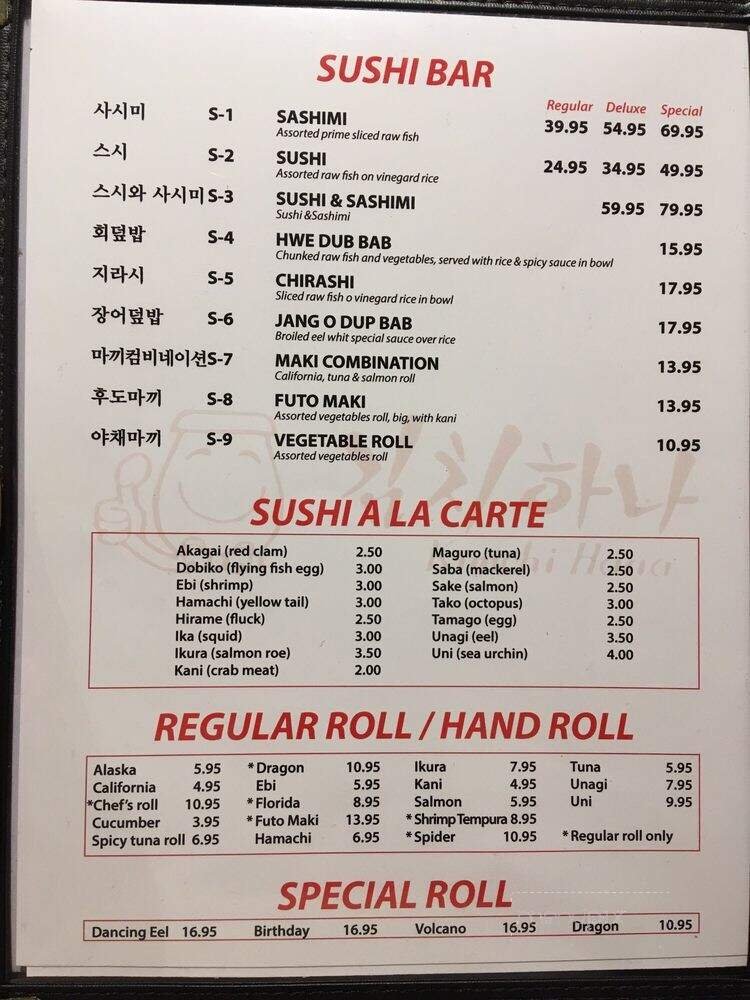 SUSHI BAR
Regular Deluxe Special
사시미 S-1 SASHIMI 39.95 54.95 69.95
Assorted prime sliced raw fish
스시 S-2 SUSHI 24.95 34.95 49.95
Assorted raw fish on vinegard rice
스시와 사시미 S-3 SUSHI & SASHIMI 59.95 79.95
Sushi &Sashimi
회덮밥 S-4 HWE DUB BAB 15.95
Chunked raw fish and vegetables, served with rice & spicy sauce in bowl
지라시 S-5 CHIRASHI 17.95
Sliced raw fish o vinegard rice in bowl
장어덮밥 S-6 JANG O DUP BAB 17.95
Broiled eel whit special sauce over rice
마끼컴비네이션 S-7 MAKI COMBINATION 13.95
California, tuna & salmon roll
후도마끼 S-8 FUTO MAKI 13.95
Assorted vegetables roll, big, with kani
야채마끼 S-9 VEGETABLE ROLL 10.95
Assorted vegetables roll
김치하나
SUSHI A LA CARTE
Akagai (red clam) 2.50 Maguro (tuna) 2.50
Dobiko (flying fish egg) 3.00 Saba (mackerel) 2.50
Ebi (shrimp) 3.00 Sake (salmon) 2.50
Hamachi (yellow tail) 3.00 Tako (octopus) 3.00
Hirame (fluck) 2.50 Tamago (egg) 2.50
Ika (squid) 3.00 Unagi (eel) 3.50
Ikura (salmon roe) 3.50 Uni (sea urchin) 4.00
Kani (crab meat) 2.00
REGULAR ROLL / HAND ROLL
Alaska 5.95 *Dragon 10.95 Ikura 7.95 Tuna 5.95
California 4.95 Ebi 5.95 Kani 4.95 Unagi 7.95
*Chef's roll 10.95 *Florida 8.95 Salmon 5.95 Uni 9.95
Cucumber 3.95 *Futo Maki 13.95 *Shrimp Tempura 8.95
Spicy tuna roll 6.95 Hamachi 6.95 *Spider 10.95 *Regular roll only
SPECIAL ROLL
Dancing Eel 16.95 Birthday 16.95 Volcano 16.95 Dragon 10.95